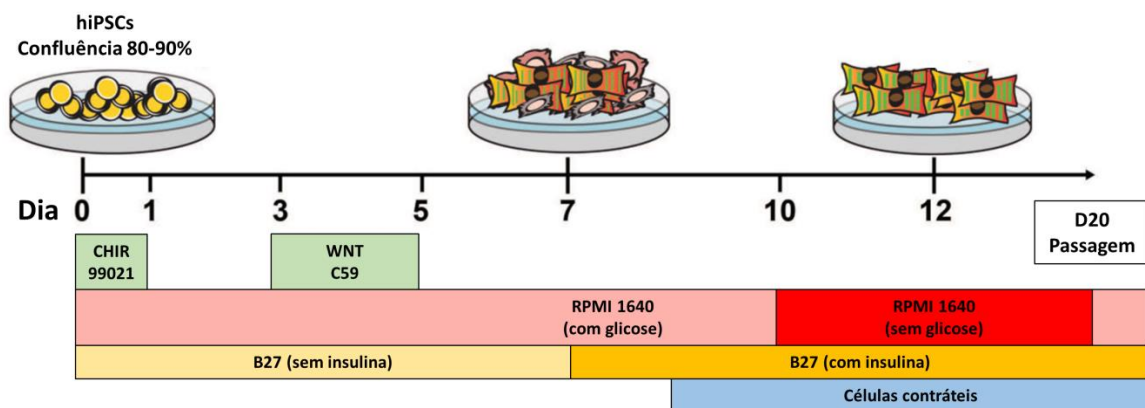 hiPSCs
Confluência 80-90%
Dia 0 1 3 5 7 10 12
D20
Passagem
CHIR
99021
WNT
C59
RPMI 1640
(com glicose)
RPMI 1640
(sem glicose)
B27 (sem insulina)
B27 (com insulina)
Células contráteis